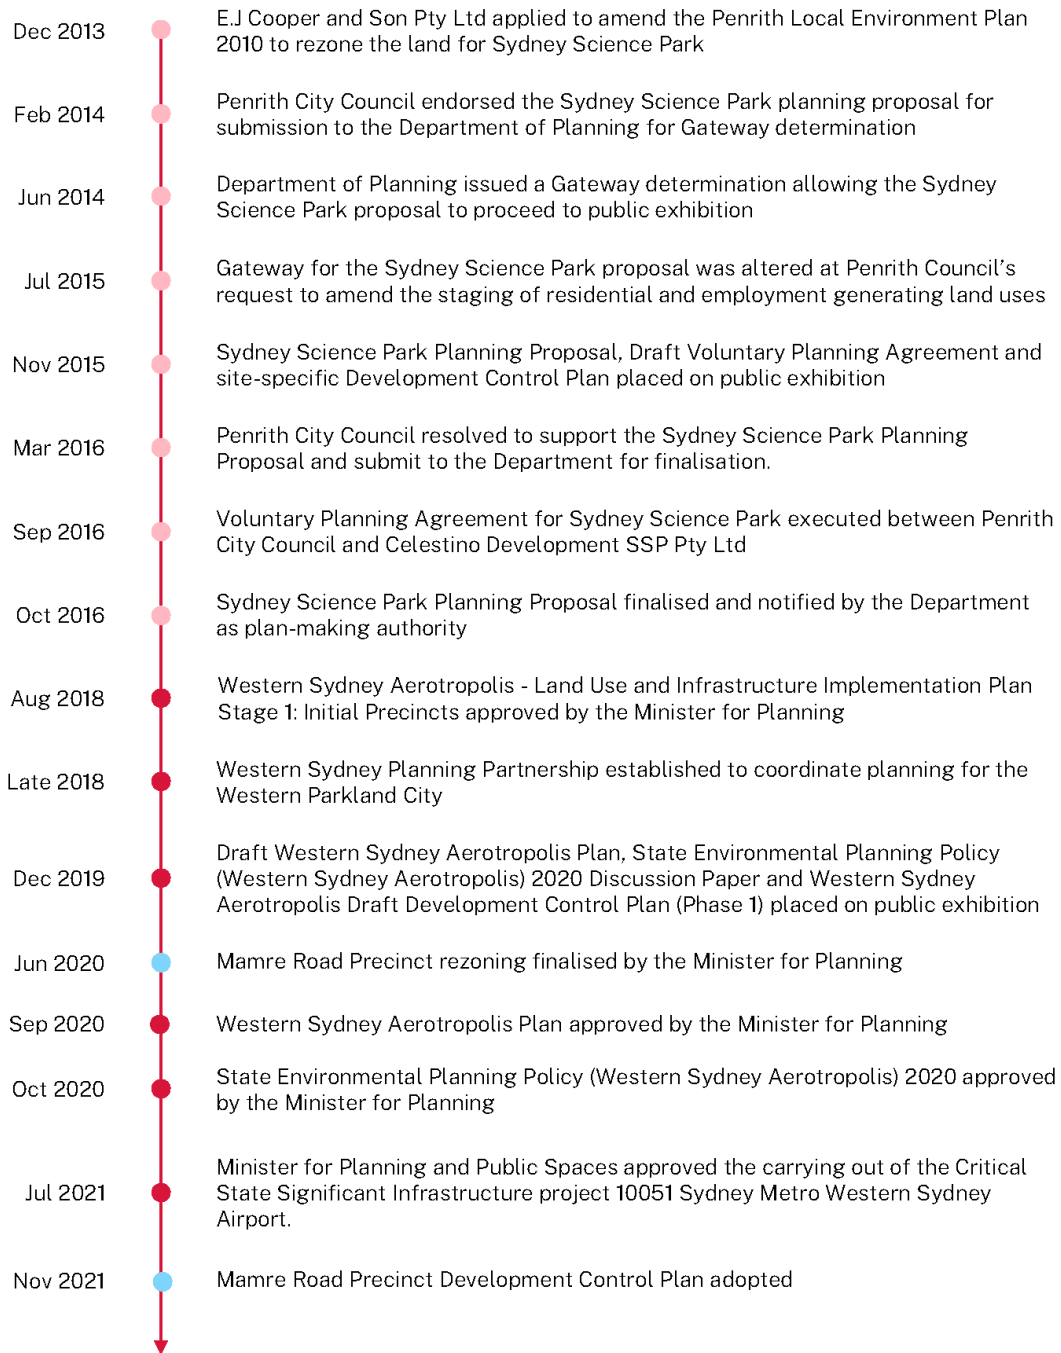 Dec 2013
E.J Cooper and Son Pty Ltd applied to amend the Penrith Local Environment Plan
2010 to rezone the land for Sydney Science Park
Feb 2014
Penrith City Council endorsed the Sydney Science Park planning proposal for
submission to the Department of Planning for Gateway determination
Jun 2014
Department of Planning issued a Gateway determination allowing the Sydney
Science Park proposal to proceed to public exhibition
Jul 2015
Gateway for the Sydney Science Park proposal was altered at Penrith Council's
request to amend the staging of residential and employment generating land uses
Nov 2015
Sydney Science Park Planning Proposal, Draft Voluntary Planning Agreement and
site-specific Development Control Plan placed on public exhibition
Mar 2016
Penrith City Council resolved to support the Sydney Science Park Planning
Proposal and submit to the Department for finalisation.
Sep 2016
Voluntary Planning Agreement for Sydney Science Park executed between Penrith
City Council and Celestino Development SSP Pty Ltd
Oct 2016
Sydney Science Park Planning Proposal finalised and notified by the Department
as plan-making authority
Aug 2018
Western Sydney Aerotropolis - Land Use and Infrastructure Implementation Plan
Stage 1: Initial Precincts approved by the Minister for Planning
Late 2018
Western Sydney Planning Partnership established to coordinate planning for the
Western Parkland City
Dec 2019
Draft Western Sydney Aerotropolis Plan, State Environmental Planning Policy
(Western Sydney Aerotropolis) 2020 Discussion Paper and Western Sydney
Aerotropolis Draft Development Control Plan (Phase 1) placed on public exhibition
Jun 2020
Mamre Road Precinct rezoning finalised by the Minister for Planning
Sep 2020
Western Sydney Aerotropolis Plan approved by the Minister for Planning
Oct 2020
State Environmental Planning Policy (Western Sydney Aerotropolis) 2020 approved
by the Minister for Planning
Jul 2021
Minister for Planning and Public Spaces approved the carrying out of the Critical
State Significant Infrastructure project 10051 Sydney Metro Western Sydney
Airport.
Nov 2021
Mamre Road Precinct Development Control Plan adopted